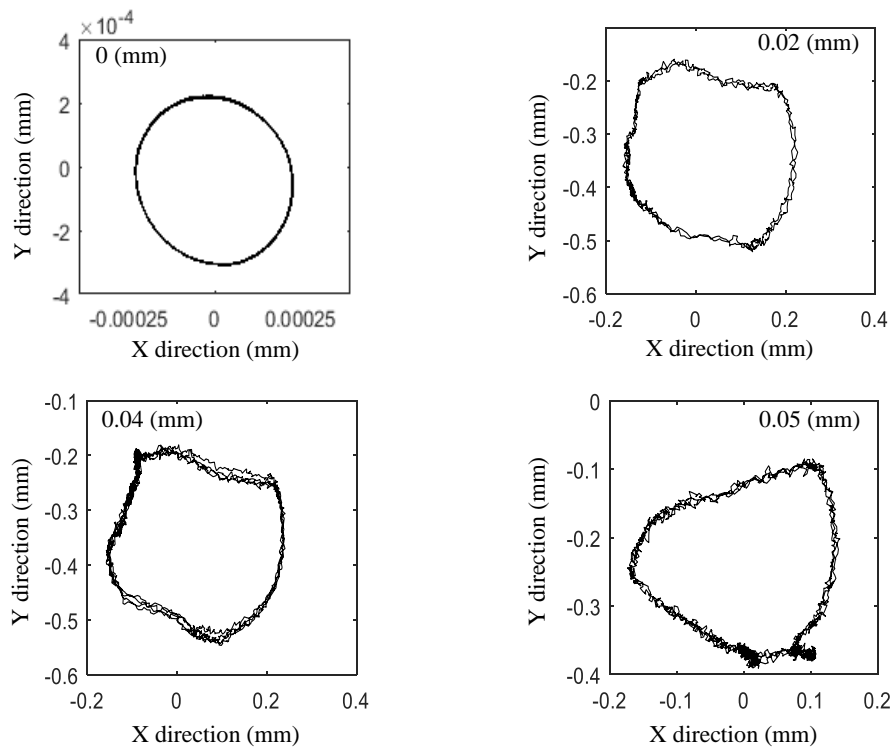 ×10⁻⁴
4
2
0
-2
-4
0 (mm)
Y direction (mm)
-0.00025 0 0.00025
X direction (mm)
0.02 (mm)
-0.2
-0.3
-0.4
-0.5
-0.6
Y direction (mm)
-0.2 0 0.2 0.4
X direction (mm)
-0.1
0.04 (mm)
-0.2
-0.3
-0.4
-0.5
-0.6
Y direction (mm)
-0.2 0 0.2 0.4
X direction (mm)
0
0.05 (mm)
-0.1
-0.2
-0.3
-0.4
Y direction (mm)
-0.2 -0.1 0 0.1 0.2
X direction (mm)